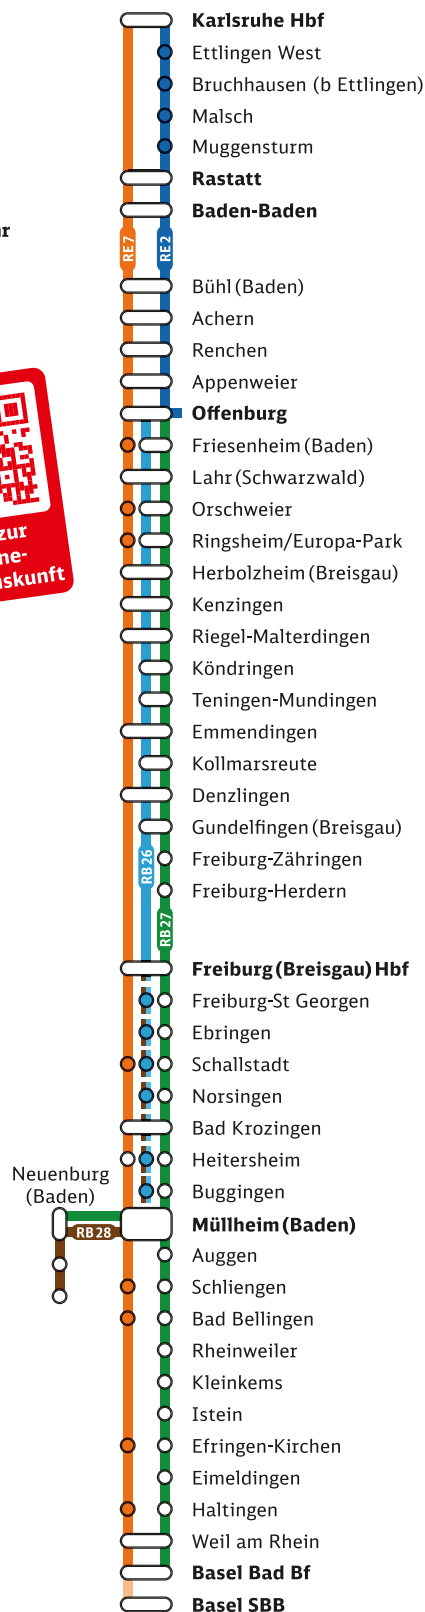 Karlsruhe Hbf
Ettlingen West
Bruchhausen (b Ettlingen)
Malsch
Muggensturm
Rastatt
Baden-Baden
RE 7
RE 2
Bühl (Baden)
Achern
Renchen
Appenweier
Offenburg
Friesenheim (Baden)
Lahr (Schwarzwald)
Orschweier
zur
ne-
uskunft
Ringsheim/Europa-Park
Herbolzheim (Breisgau)
Kenzingen
Riegel-Malterdingen
Köndringen
Teningen-Mundingen
Emmendingen
Kollmarsreute
Denzlingen
Gundelfingen (Breisgau)
RB 26
Freiburg-Zähringen
Freiburg-Herdern
RB 27
Freiburg (Breisgau) Hbf
Freiburg-St Georgen
Ebringen
Schallstadt
Norsingen
Bad Krozingen
Heitersheim
Buggingen
Neuenburg
(Baden)
Müllheim (Baden)
RB 28
Auggen
Schliengen
Bad Bellingen
Rheinweiler
Kleinkems
Istein
Efringen-Kirchen
Eimeldingen
Haltingen
Weil am Rhein
Basel Bad Bf
Basel SBB